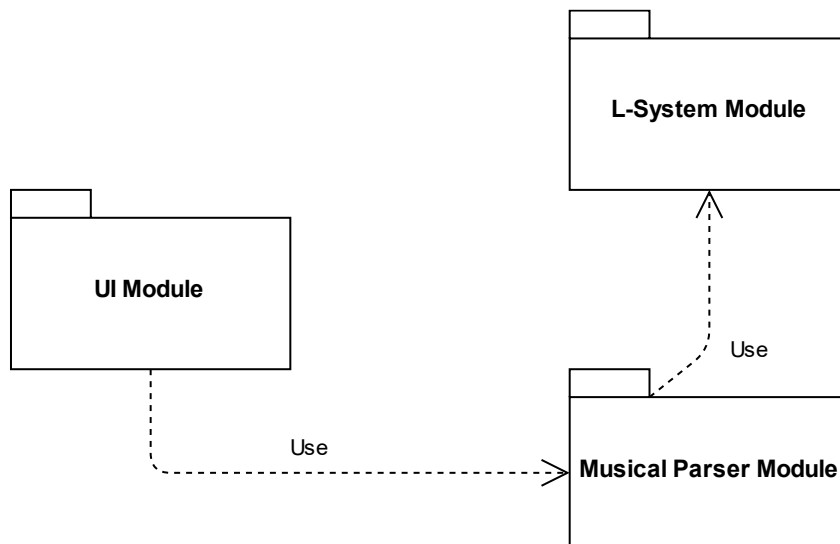 L-System Module
UI Module
Use
Use
Musical Parser Module